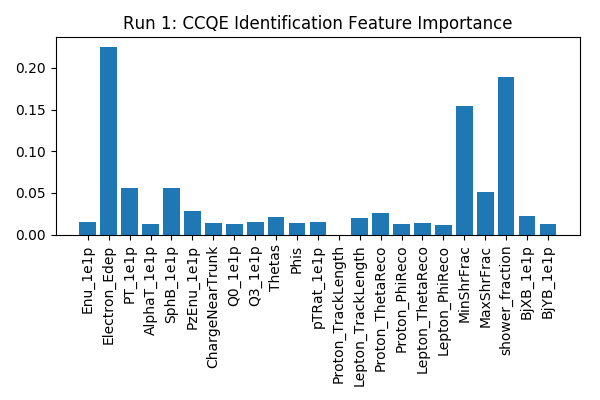 Run 1: CCQE Identification Feature Importance
0.20
0.15
0.10
0.05
0.00
Enu_1e1p
Electron_Edep
PT_1e1p
AlphaT_1e1p
SphB_1e1p
PzEnu_1e1p
ChargeNearTrunk
Q0_1e1p
Q3_1e1p
Thetas
Phis
pTRat_1e1p
Proton_TrackLength
Lepton_TrackLength
Proton_ThetaReco
Proton_PhiReco
Lepton_ThetaReco
Lepton_PhiReco
MinShrFrac
MaxShrFrac
shower_fraction
BjXB_1e1p
BjYB_1e1p